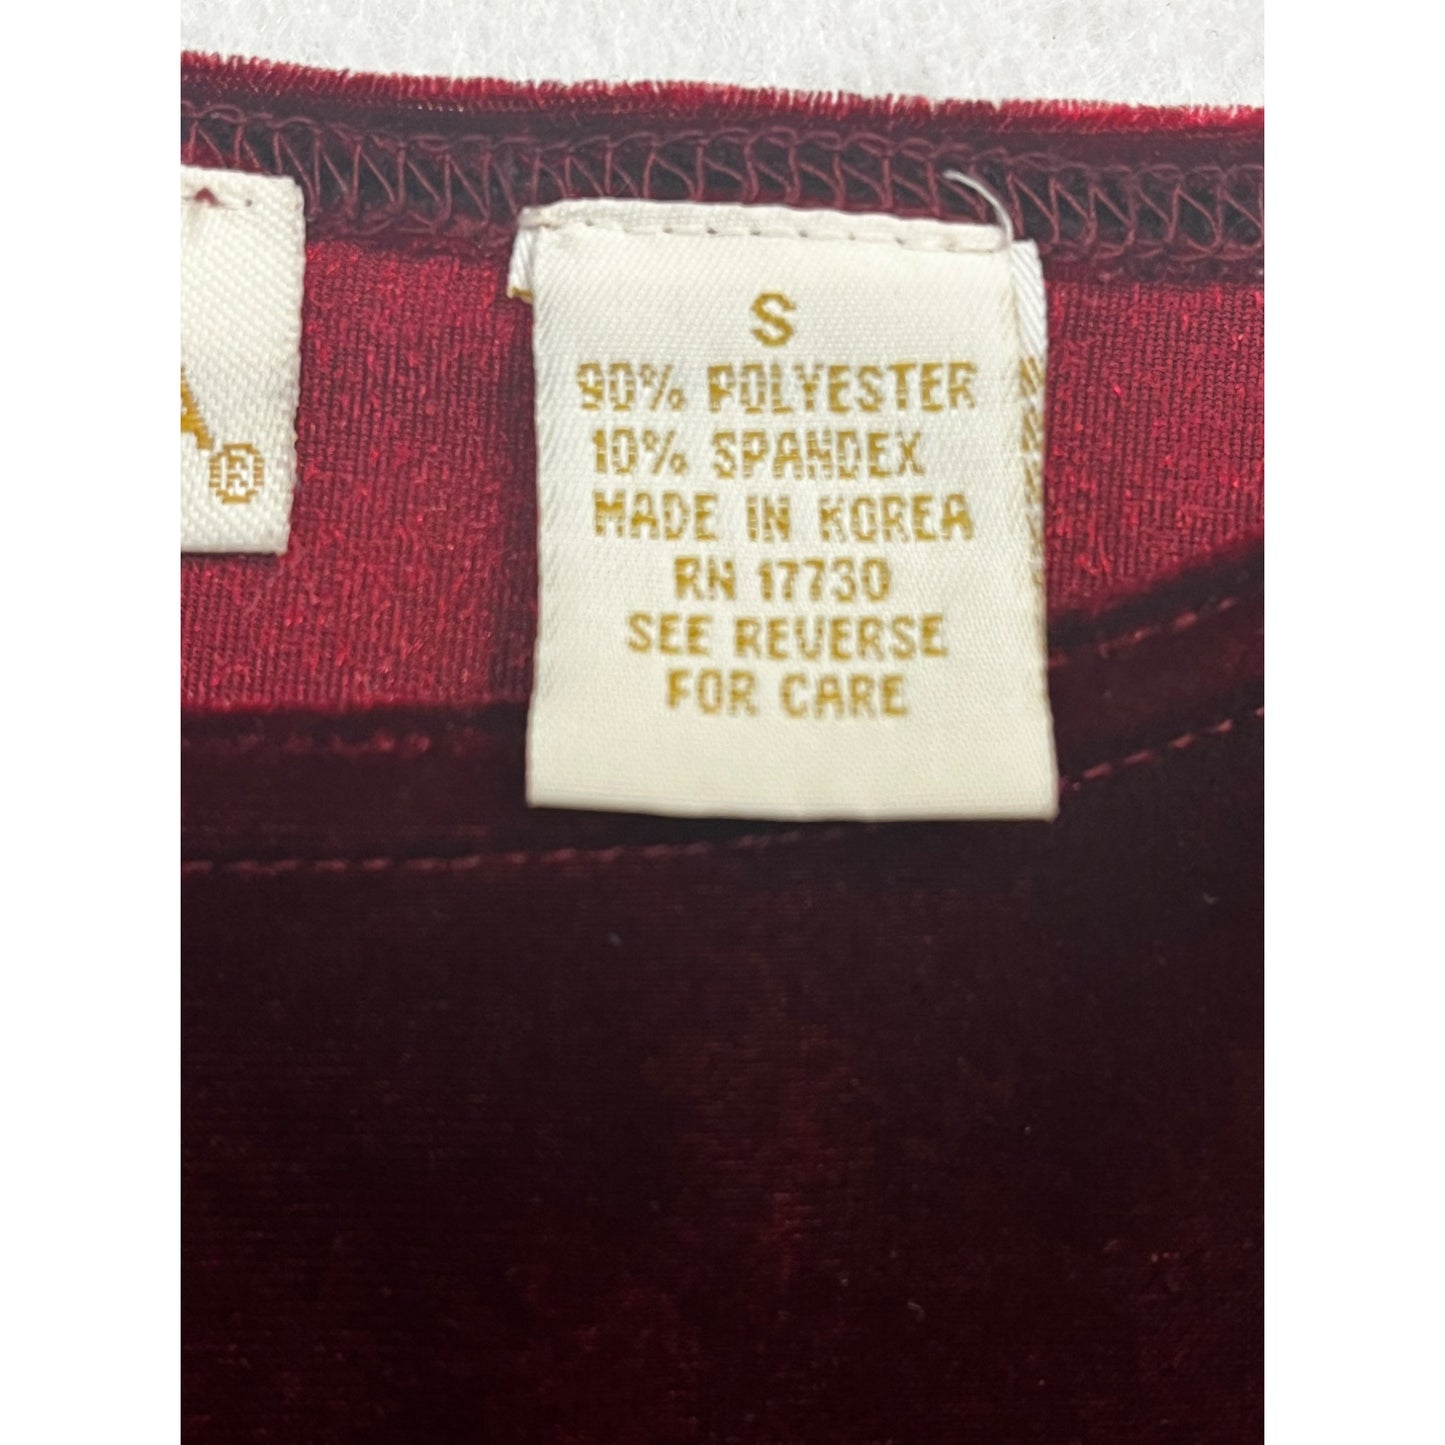 A®
S
90% POLYESTER
10% SPANDEX
MADE IN KOREA
RN 17730
SEE REVERSE
FOR CARE